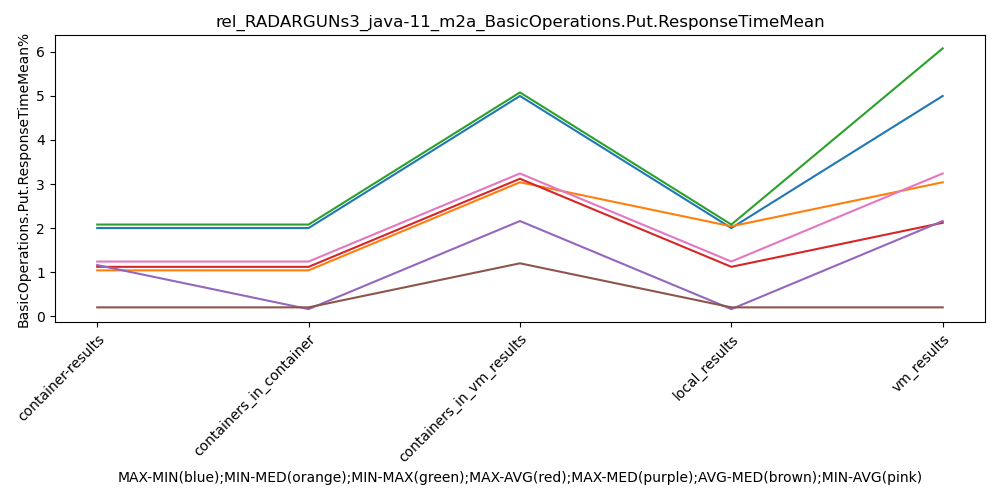 rel_RADARGUNs3_java-11_m2a_BasicOperations.Put.ResponseTimeMean
BasicOperations.Put.ResponseTimeMean%
6
5
4
3
2
1
0
container-results
containers_in_container
containers_in_vm_results
local_results
vm_results
MAX-MIN(blue);MIN-MED(orange);MIN-MAX(green);MAX-AVG(red);MAX-MED(purple);AVG-MED(brown);MIN-AVG(pink)